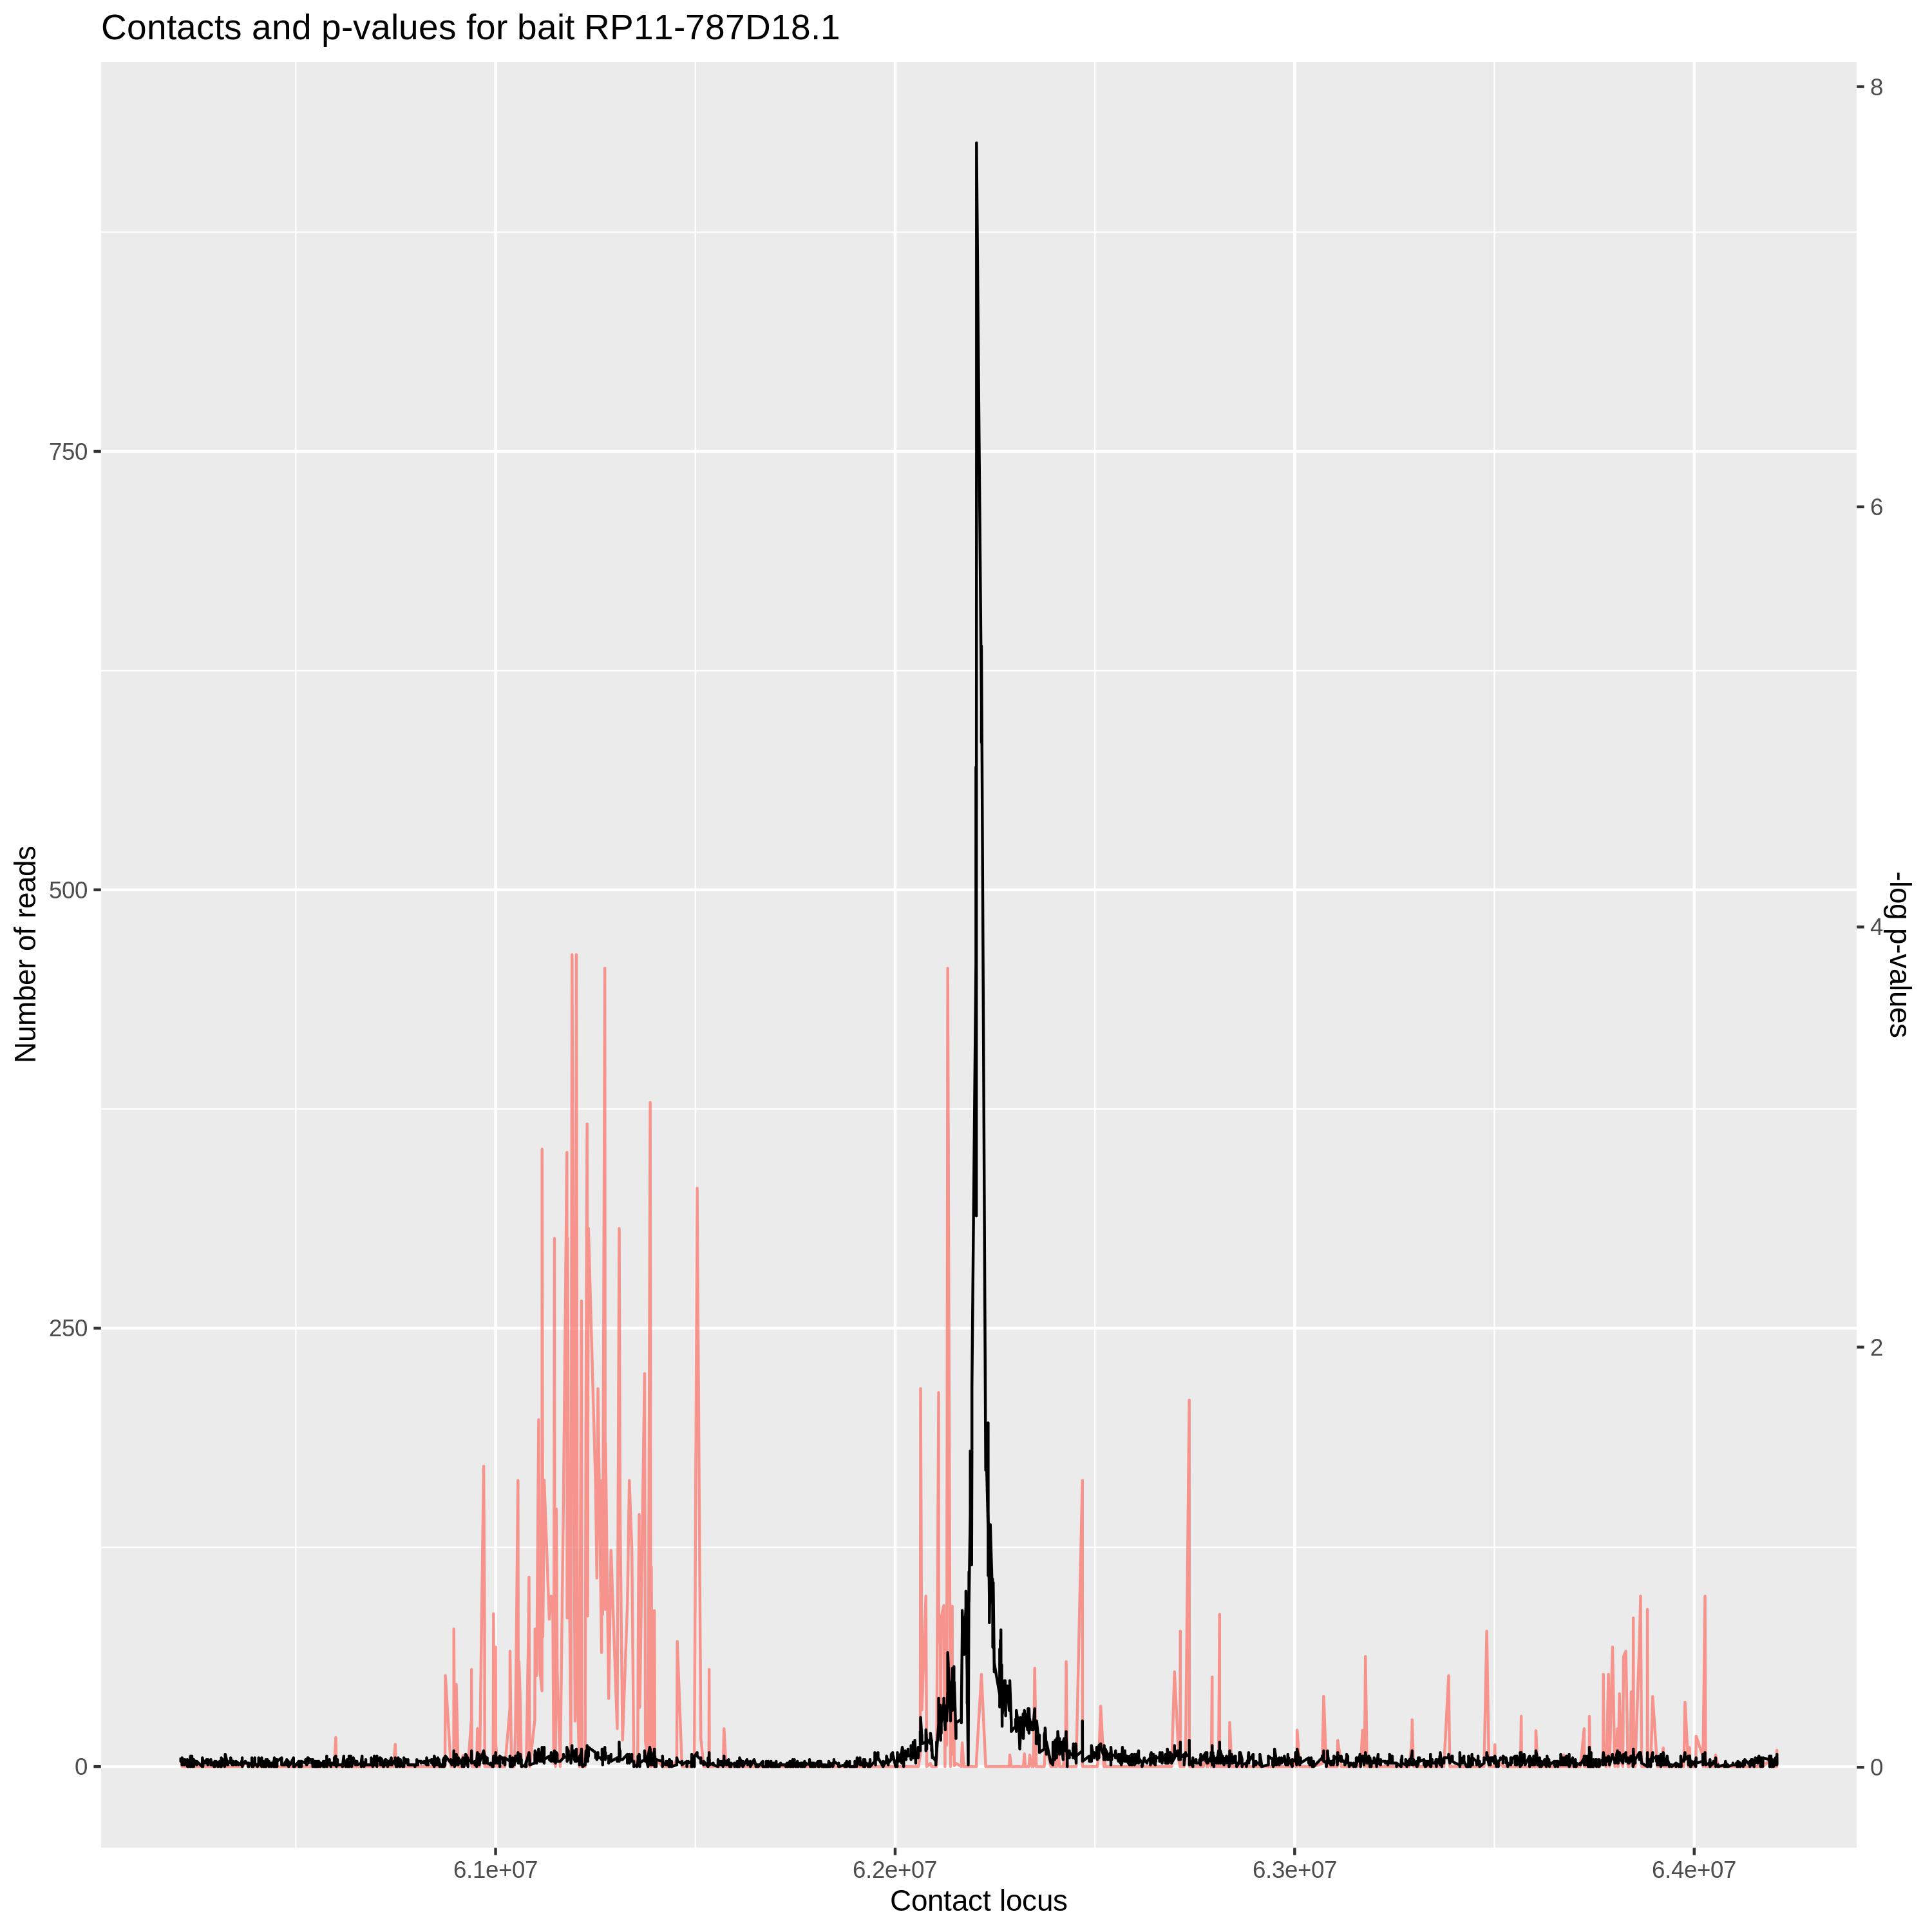 Contacts and p-values for bait RP11-787D18.1
Number of reads
750
500
250
0
8
6
4
2
0
-log p-values
6.1e+07 6.2e+07 6.3e+07 6.4e+07
Contact locus